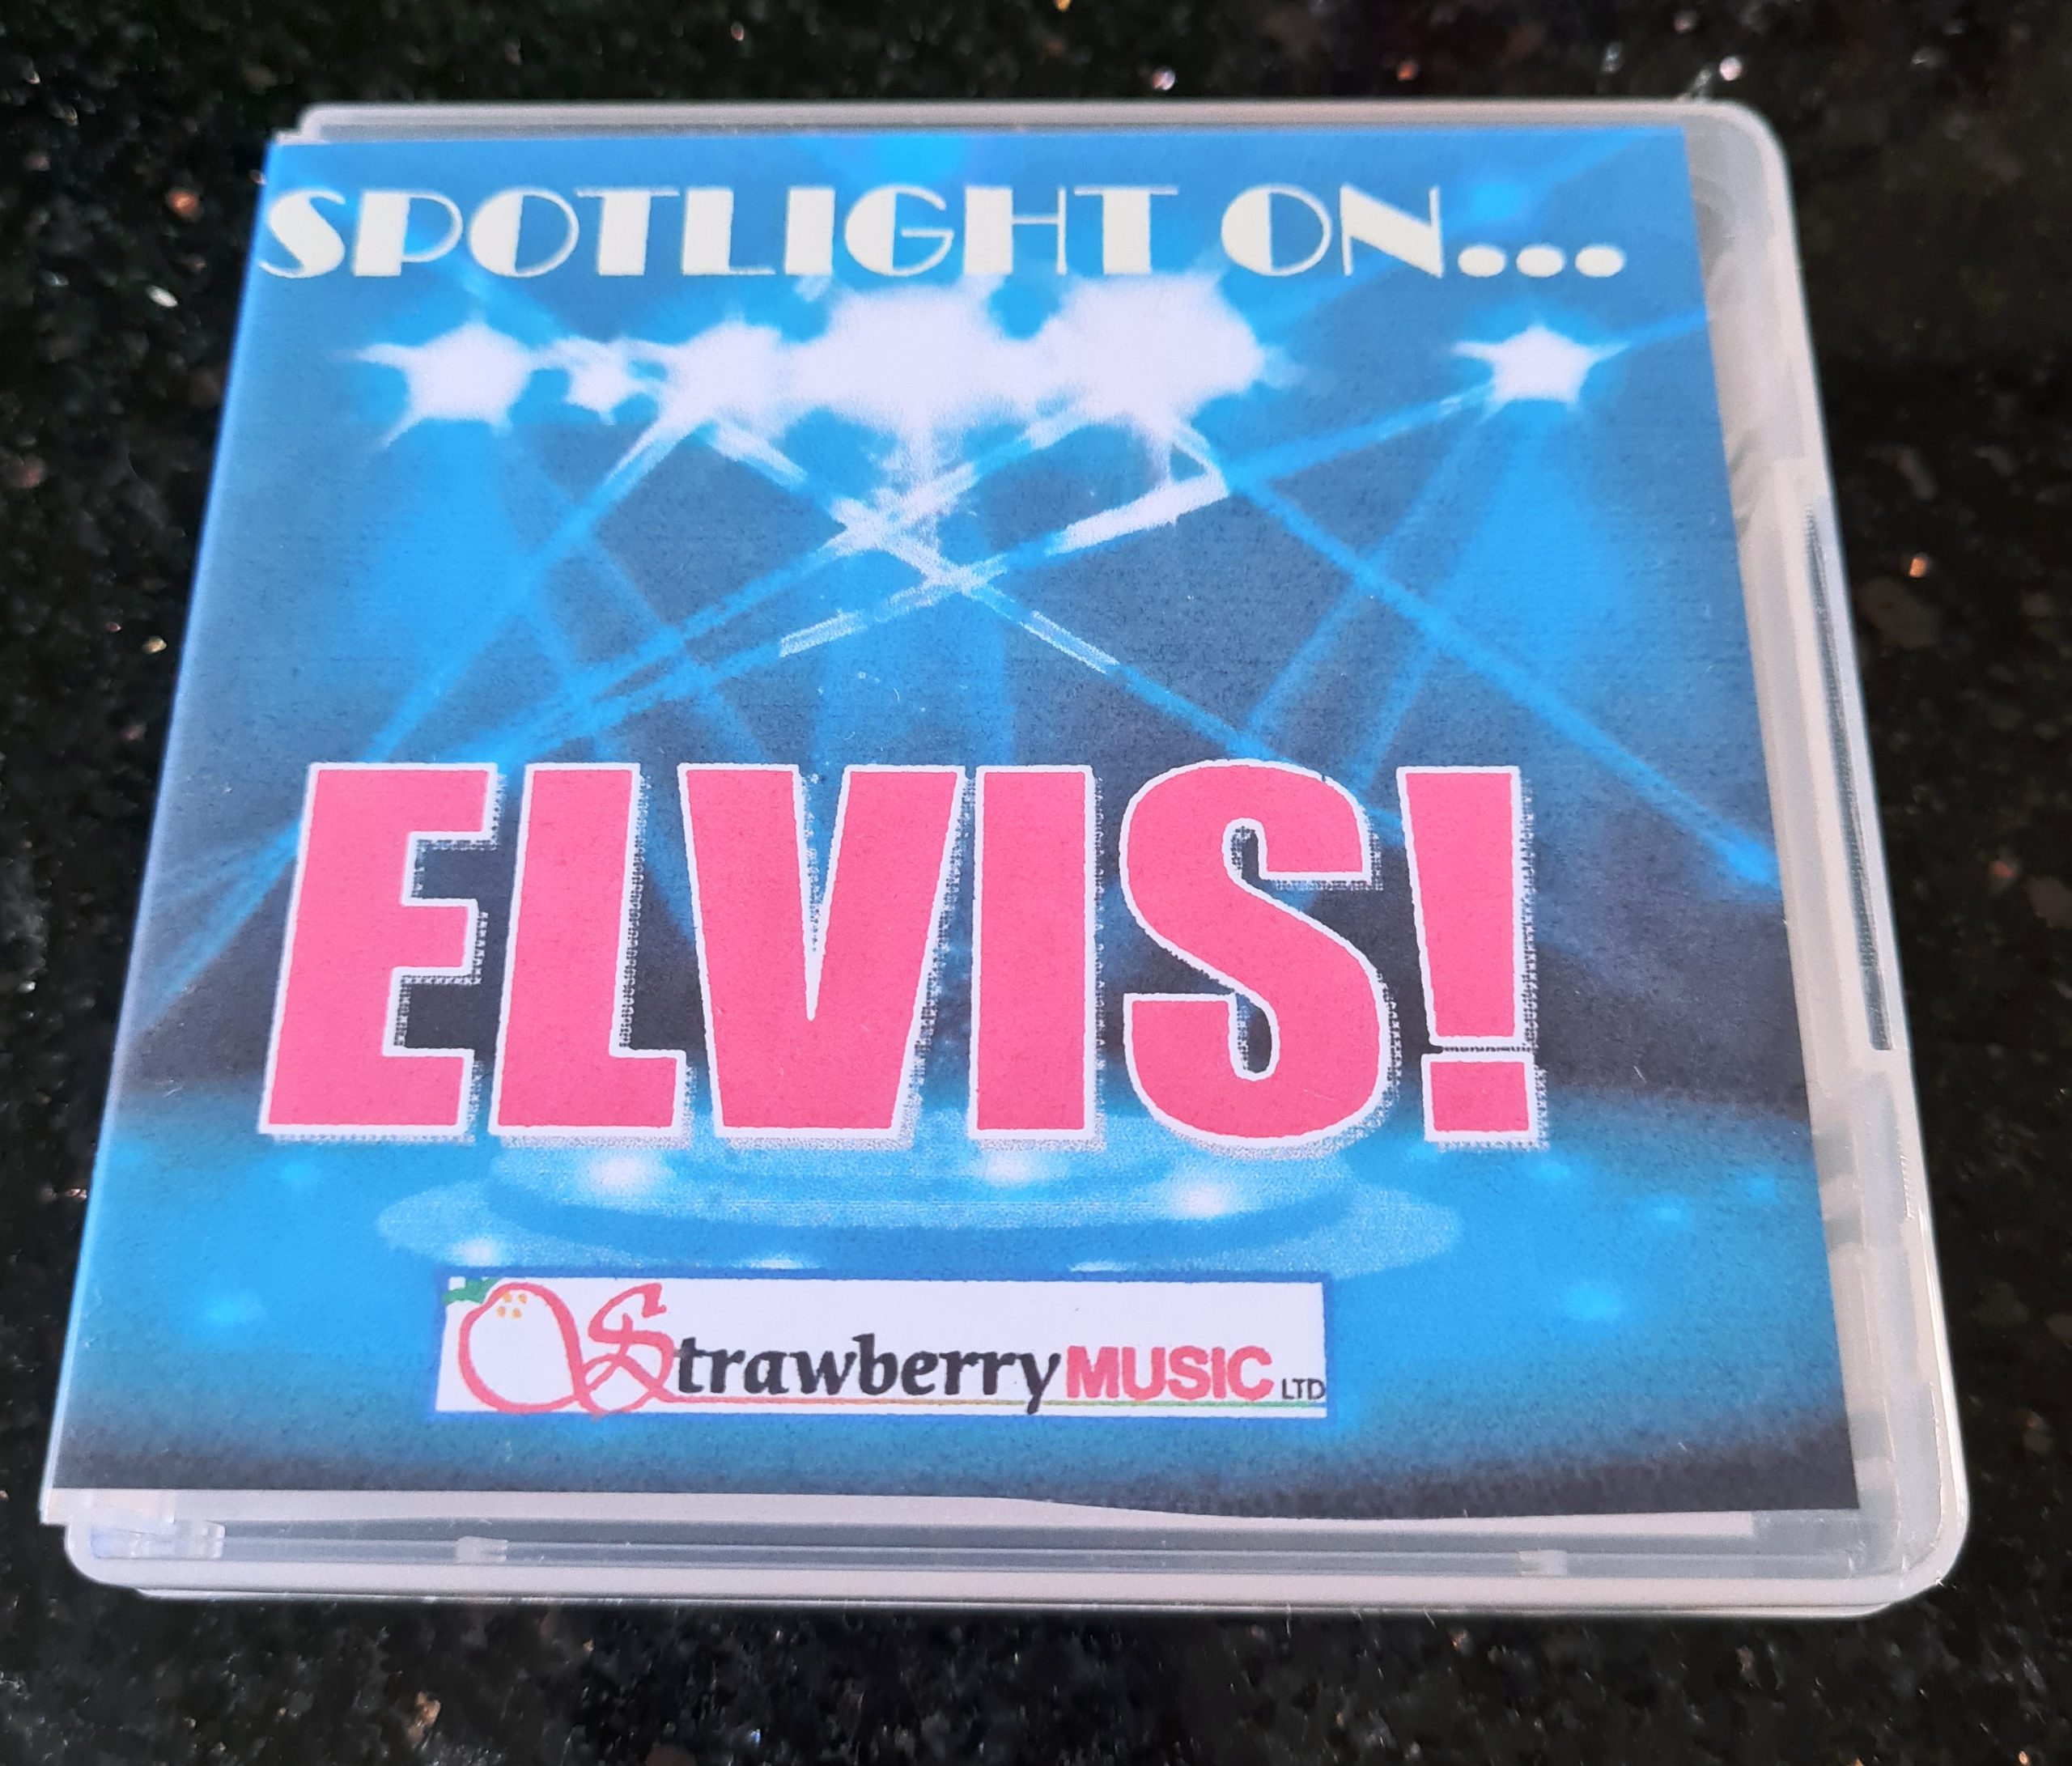 SPOTLIGHT ON...
ELVIS!
Strawberry MUSIC LTD